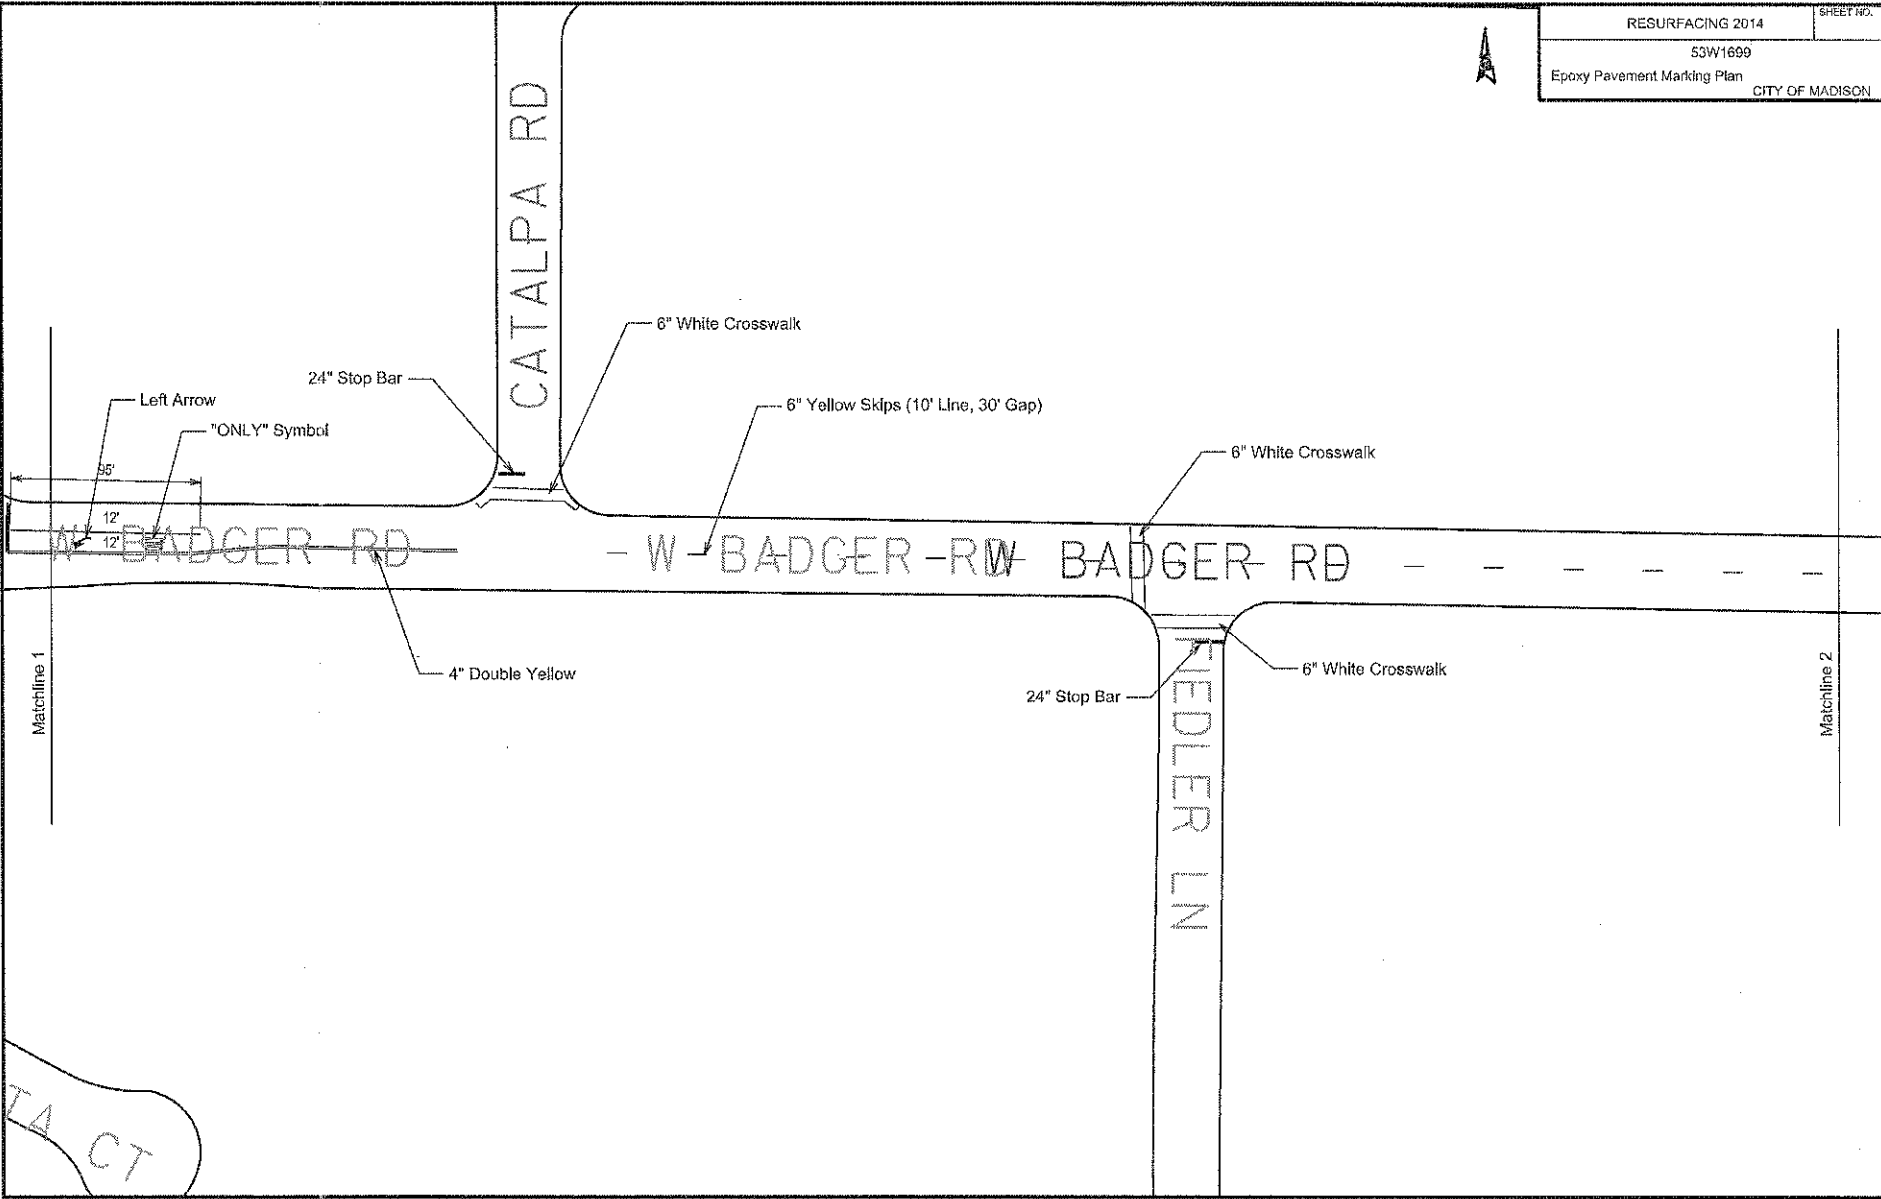 RESURFACING 2014
SHEET NO.
53W1699
Epoxy Pavement Marking Plan
CITY OF MADISON
CATALPA RD
6" White Crosswalk
24" Stop Bar
Left Arrow
6" Yellow Skips (10' Line, 30' Gap)
"ONLY" Symbol
6" White Crosswalk
95'
12'
12'
W BADGER RD
W BADGER RD
W BADGER RD
4" Double Yellow
6" White Crosswalk
24" Stop Bar
Matchline 1
Matchline 2
FIEDLER LN
TA CT